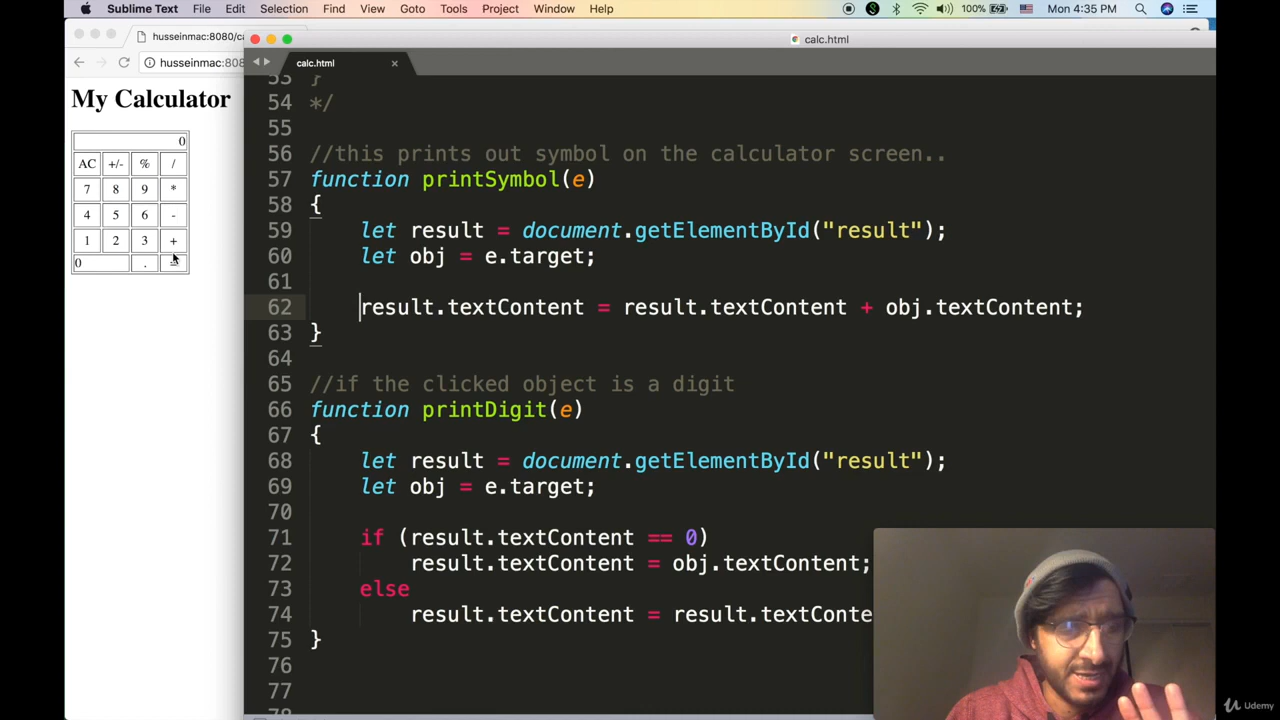 Sublime Text File Edit Selection Find View Goto Tools Project Window Help 100% Mon 4:35 PM
husseinmac:8080/c
calc.html
calc.html
husseinmac:808
My Calculator
0
AC +/- % /
7 8 9 *
4 5 6 -
1 2 3 +
0 . =
53 }
54 */
55
56 //this prints out symbol on the calculator screen..
57 function printSymbol(e)
58 {
59 let result = document.getElementById("result");
60 let obj = e.target;
61
62 result.textContent = result.textContent + obj.textContent;
63 }
64
65 //if the clicked object is a digit
66 function printDigit(e)
67 {
68 let result = document.getElementById("result");
69 let obj = e.target;
70
71 if (result.textContent == 0)
72 result.textContent = obj.textContent;
73 else
74 result.textContent = result.textConte
75 }
76
77
78
Udemy